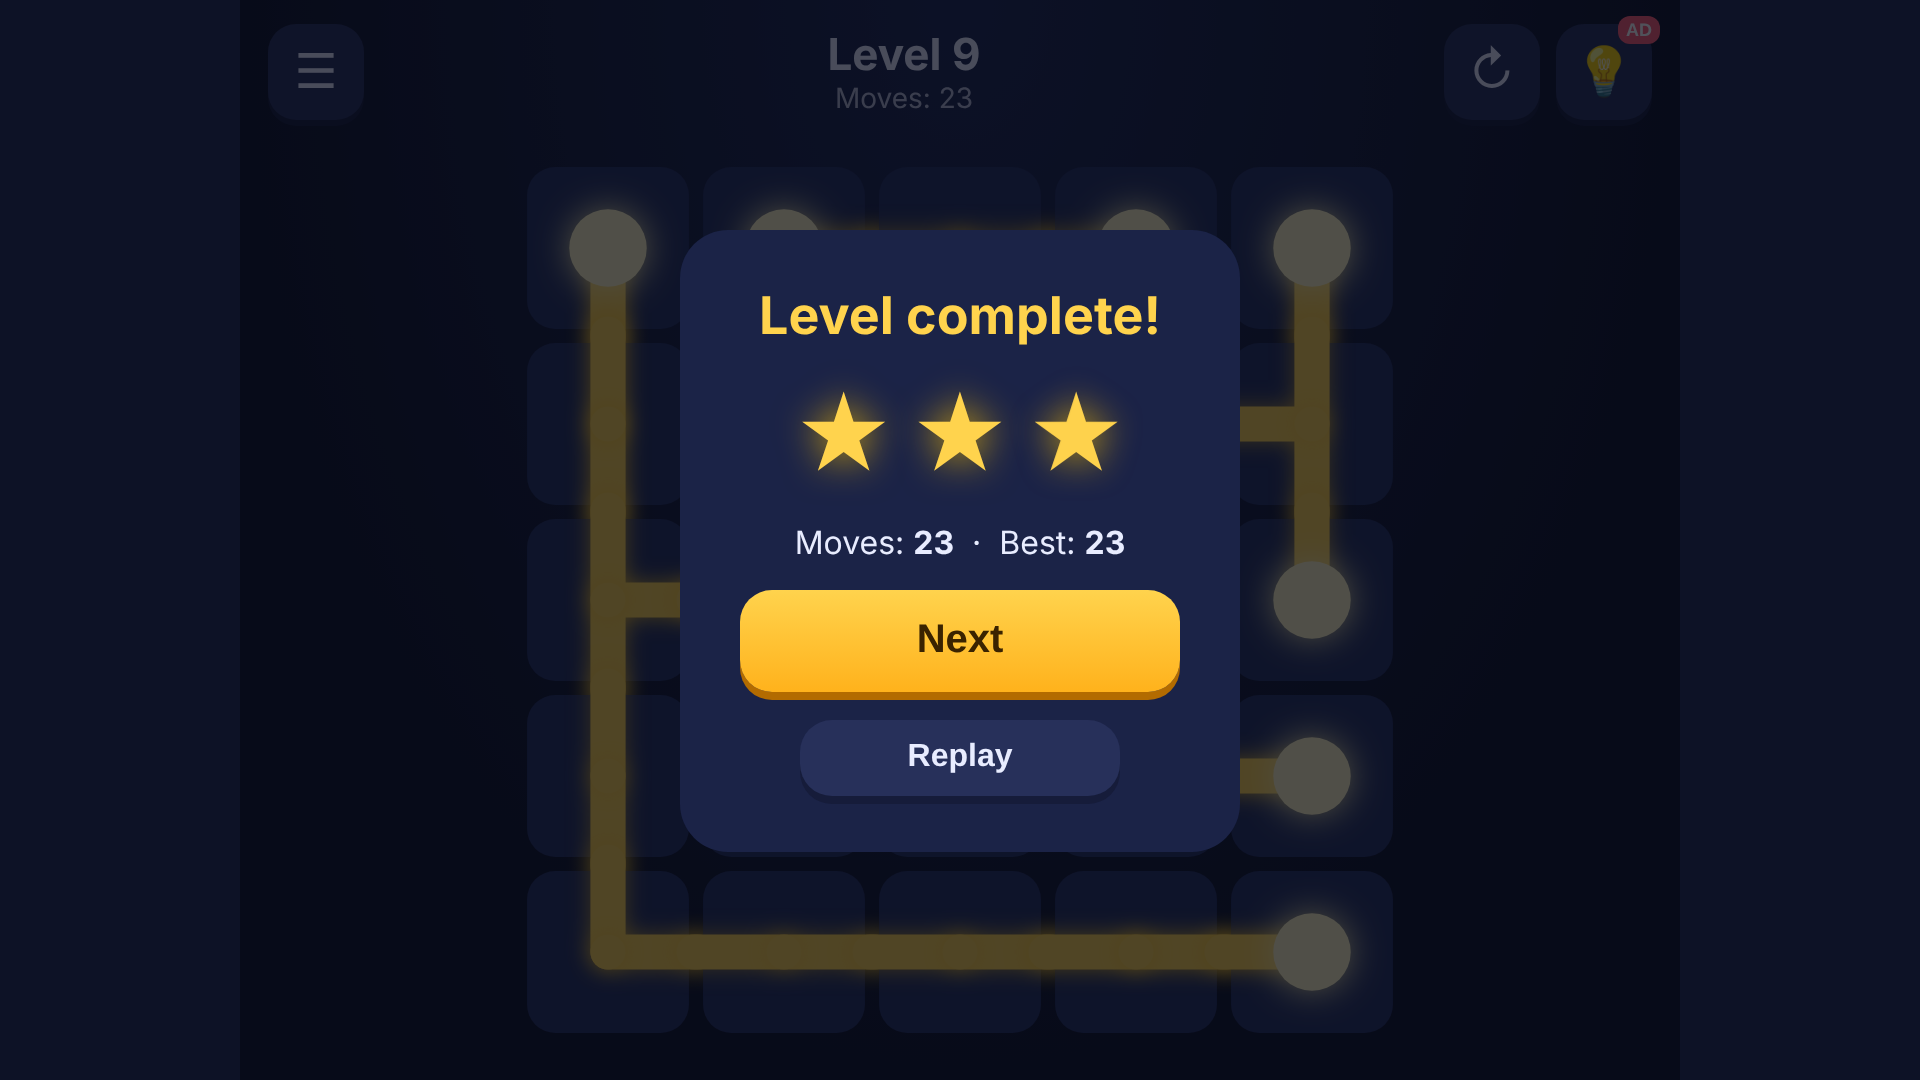 Level 9
Moves: 23
AD
Level complete!
Moves: 23 · Best: 23
Next
Replay